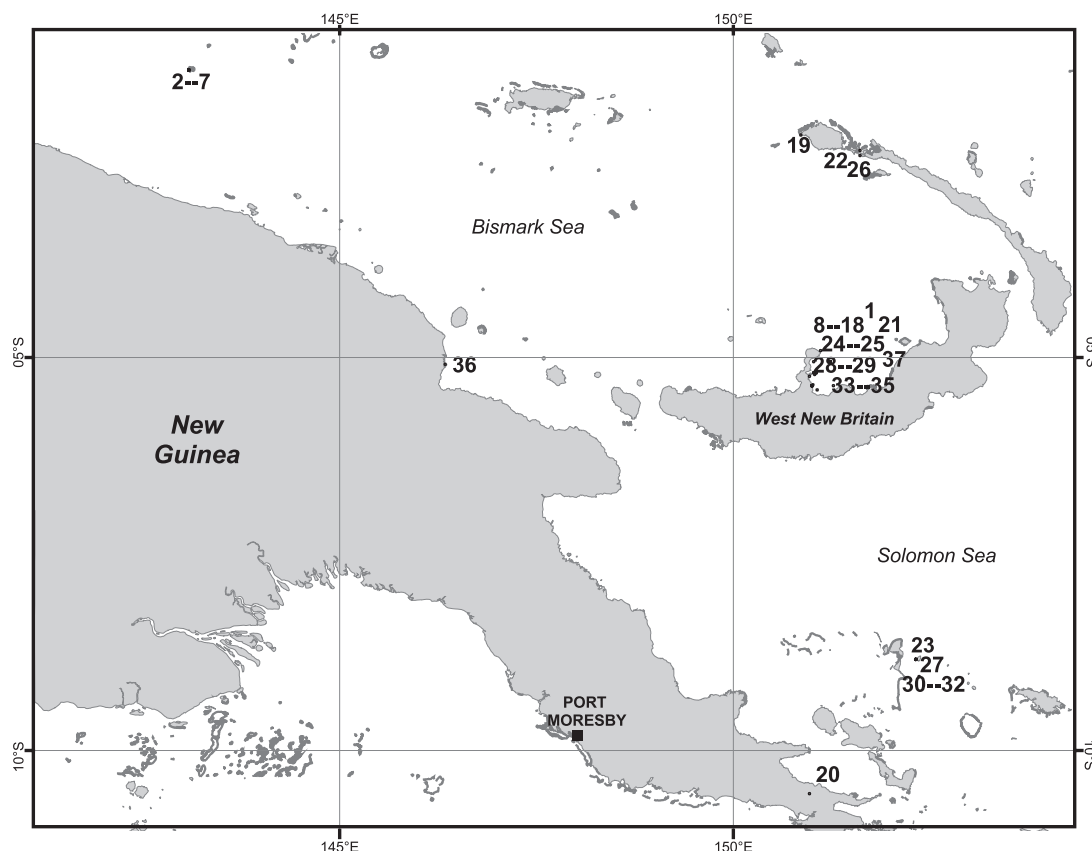 145°E
150°E
2--7
19
22
26
Bismark Sea
1
8--18
21
24--25
05°S
05°S
37
36
28--29
33--35
West New Britain
New
Guinea
Solomon Sea
23
27
30--32
PORT
MORESBY
10°S
10°S
20
145°E
150°E